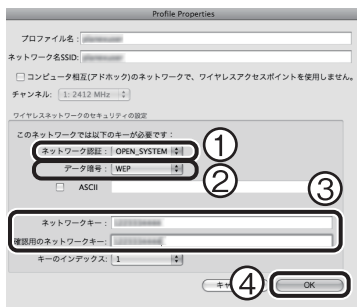 Profile Properties
プロファイル名:
ネットワーク名SSID:
コンピュータ相互(アドホック)のネットワークで、ワイヤレスアクセスポイントを使用しません。
チャンネル: 1: 2412 MHz
ワイヤレスネットワークのセキュリティの設定
このネットワークでは以下のキーが必要です:
ネットワーク認証: OPEN_SYSTEM ①
データ暗号: WEP ②
ASCII ③
ネットワークキー:
確認用のネットワークキー:
キーのインデックス: 1
④ OK